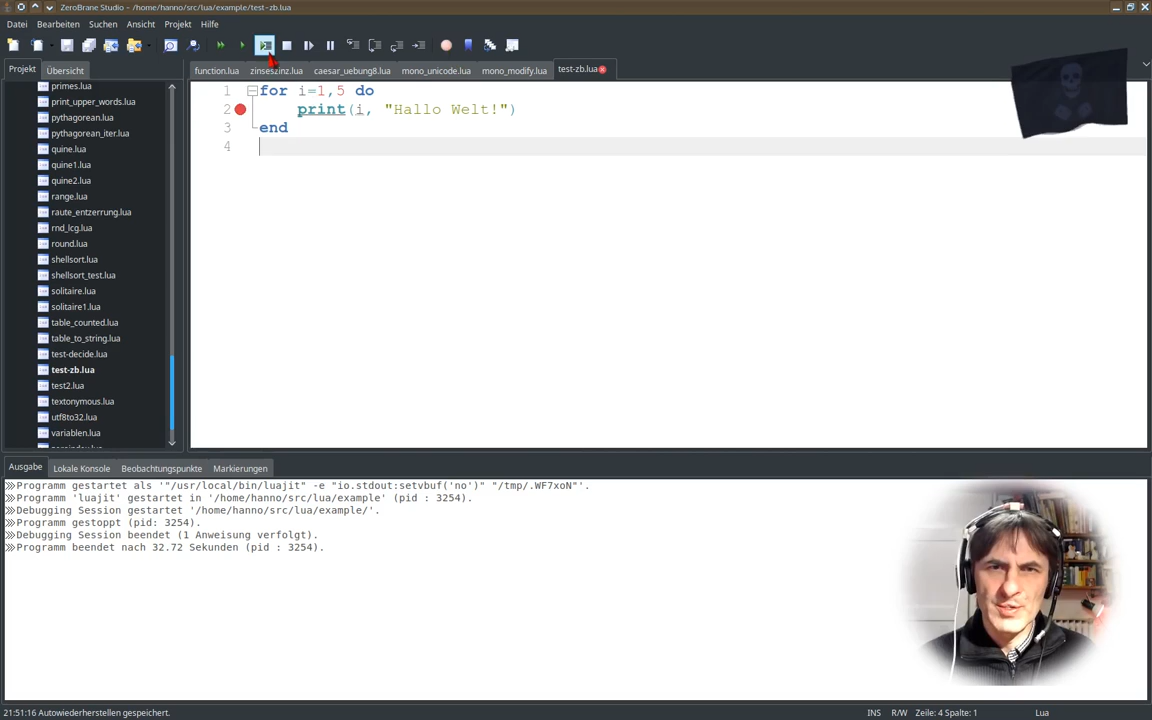 ZeroBrane Studio - /home/hanno/src/lua/example/test-zb.lua
Datei Bearbeiten Suchen Ansicht Projekt Hilfe
Projekt Übersicht
function.lua zinseszinz.lua caesar_uebung8.lua mono_unicode.lua mono_modify.lua test-zb.lua
primes.lua
print_upper_words.lua
pythagorean.lua
pythagorean_iter.lua
quine.lua
quine1.lua
quine2.lua
range.lua
raute_entzerrung.lua
rnd_lcg.lua
round.lua
shellsort.lua
shellsort_test.lua
solitaire.lua
solitaire1.lua
table_counted.lua
table_to_string.lua
test-decide.lua
test-zb.lua
test2.lua
textonymous.lua
utf8to32.lua
variablen.lua
1 for i=1,5 do
2 print(i, "Hallo Welt!")
3 end
4
Ausgabe Lokale Konsole Beobachtungspunkte Markierungen
Programm gestartet als '"/usr/local/bin/luajit" -e "io.stdout:setvbuf('no')" "/tmp/.WF7xoN"'.
Programm 'luajit' gestartet in '/home/hanno/src/lua/example' (pid : 3254).
Debugging Session gestartet '/home/hanno/src/lua/example/'.
Programm gestoppt (pid: 3254).
Debugging Session beendet (1 Anweisung verfolgt).
Programm beendet nach 32.72 Sekunden (pid : 3254).
21:51:16 Autowiederherstellen gespeichert.
INS R/W Zeile: 4 Spalte: 1 Lua